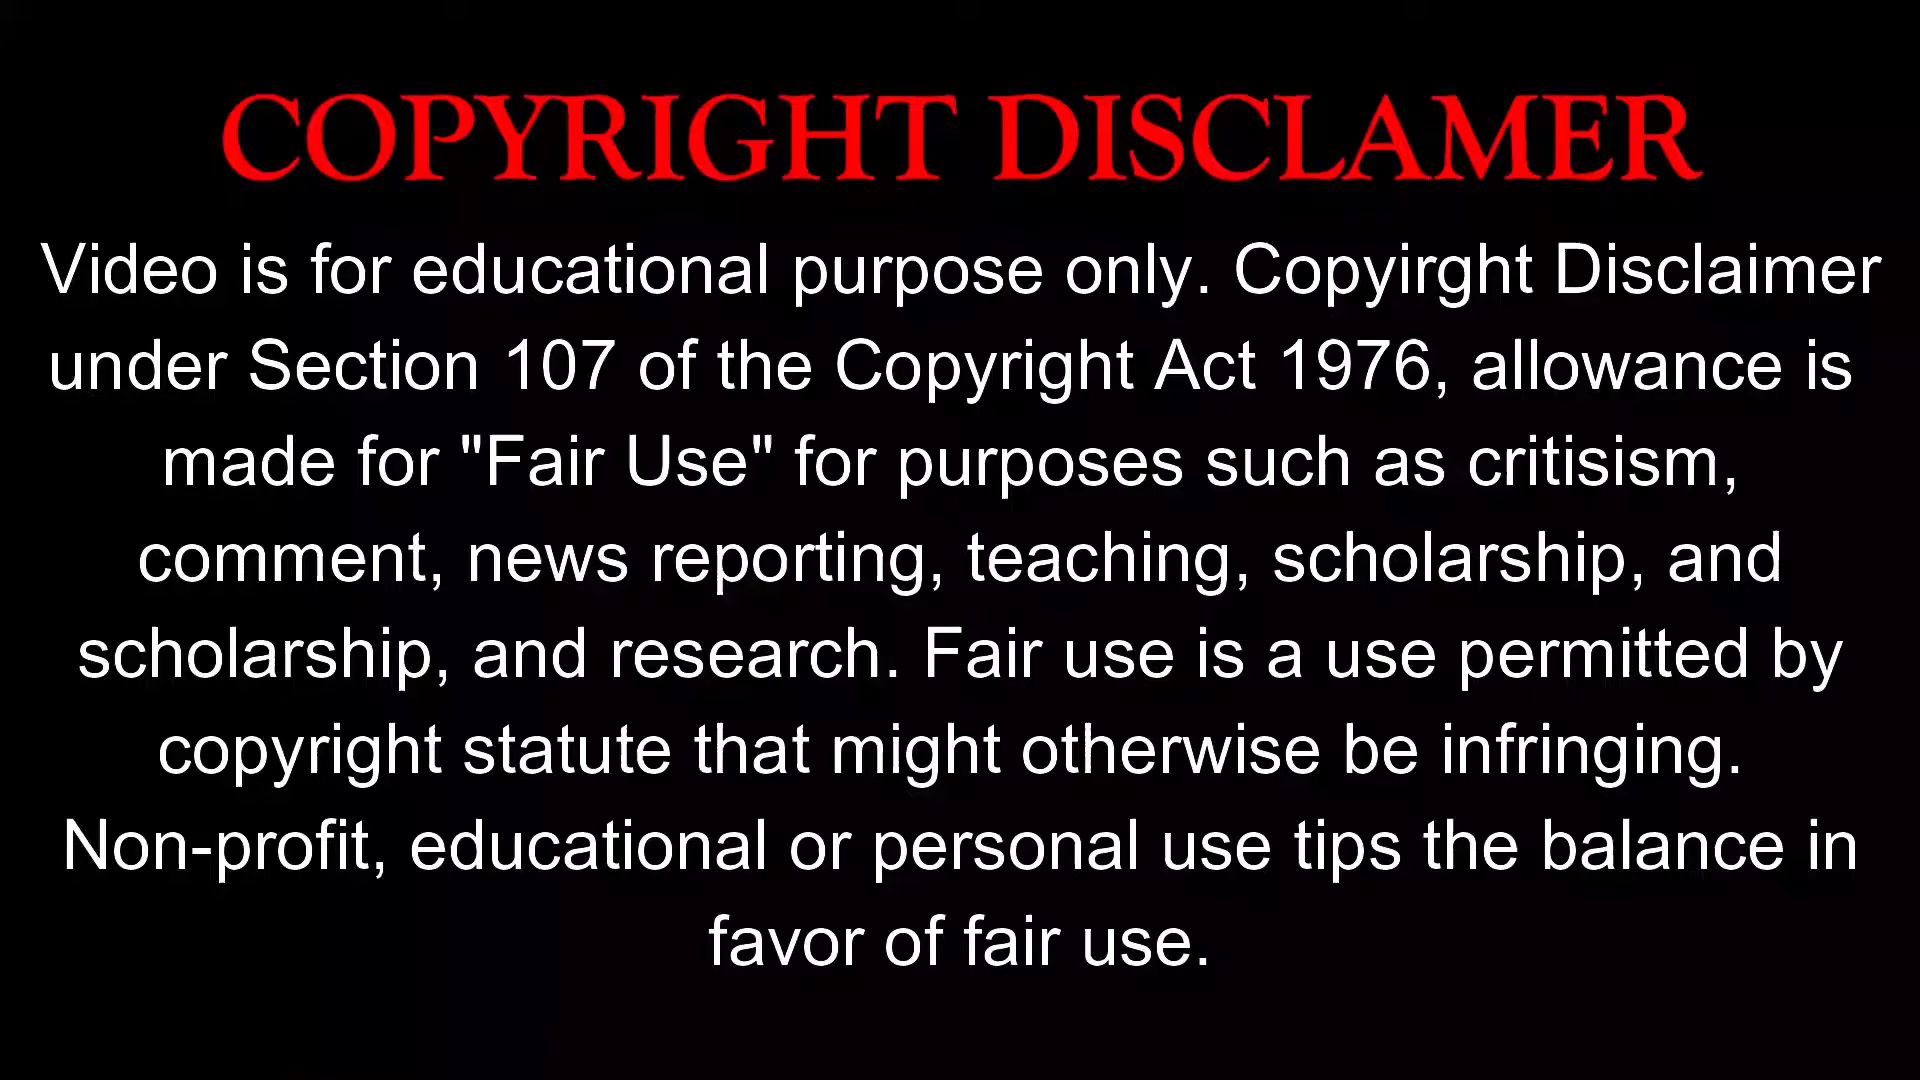 COPYRIGHT DISCLAMER
Video is for educational purpose only. Copyirght Disclaimer
under Section 107 of the Copyright Act 1976, allowance is
made for "Fair Use" for purposes such as critisism,
comment, news reporting, teaching, scholarship, and
scholarship, and research. Fair use is a use permitted by
copyright statute that might otherwise be infringing.
Non-profit, educational or personal use tips the balance in
favor of fair use.